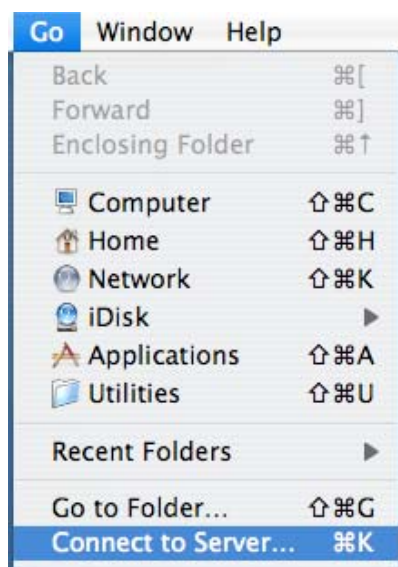 Go Window Help
Back ⌘[
Forward ⌘]
Enclosing Folder ⌘↑
Computer ⇧⌘C
Home ⇧⌘H
Network ⇧⌘K
iDisk ▶
Applications ⇧⌘A
Utilities ⇧⌘U
Recent Folders ▶
Go to Folder... ⇧⌘G
Connect to Server... ⌘K